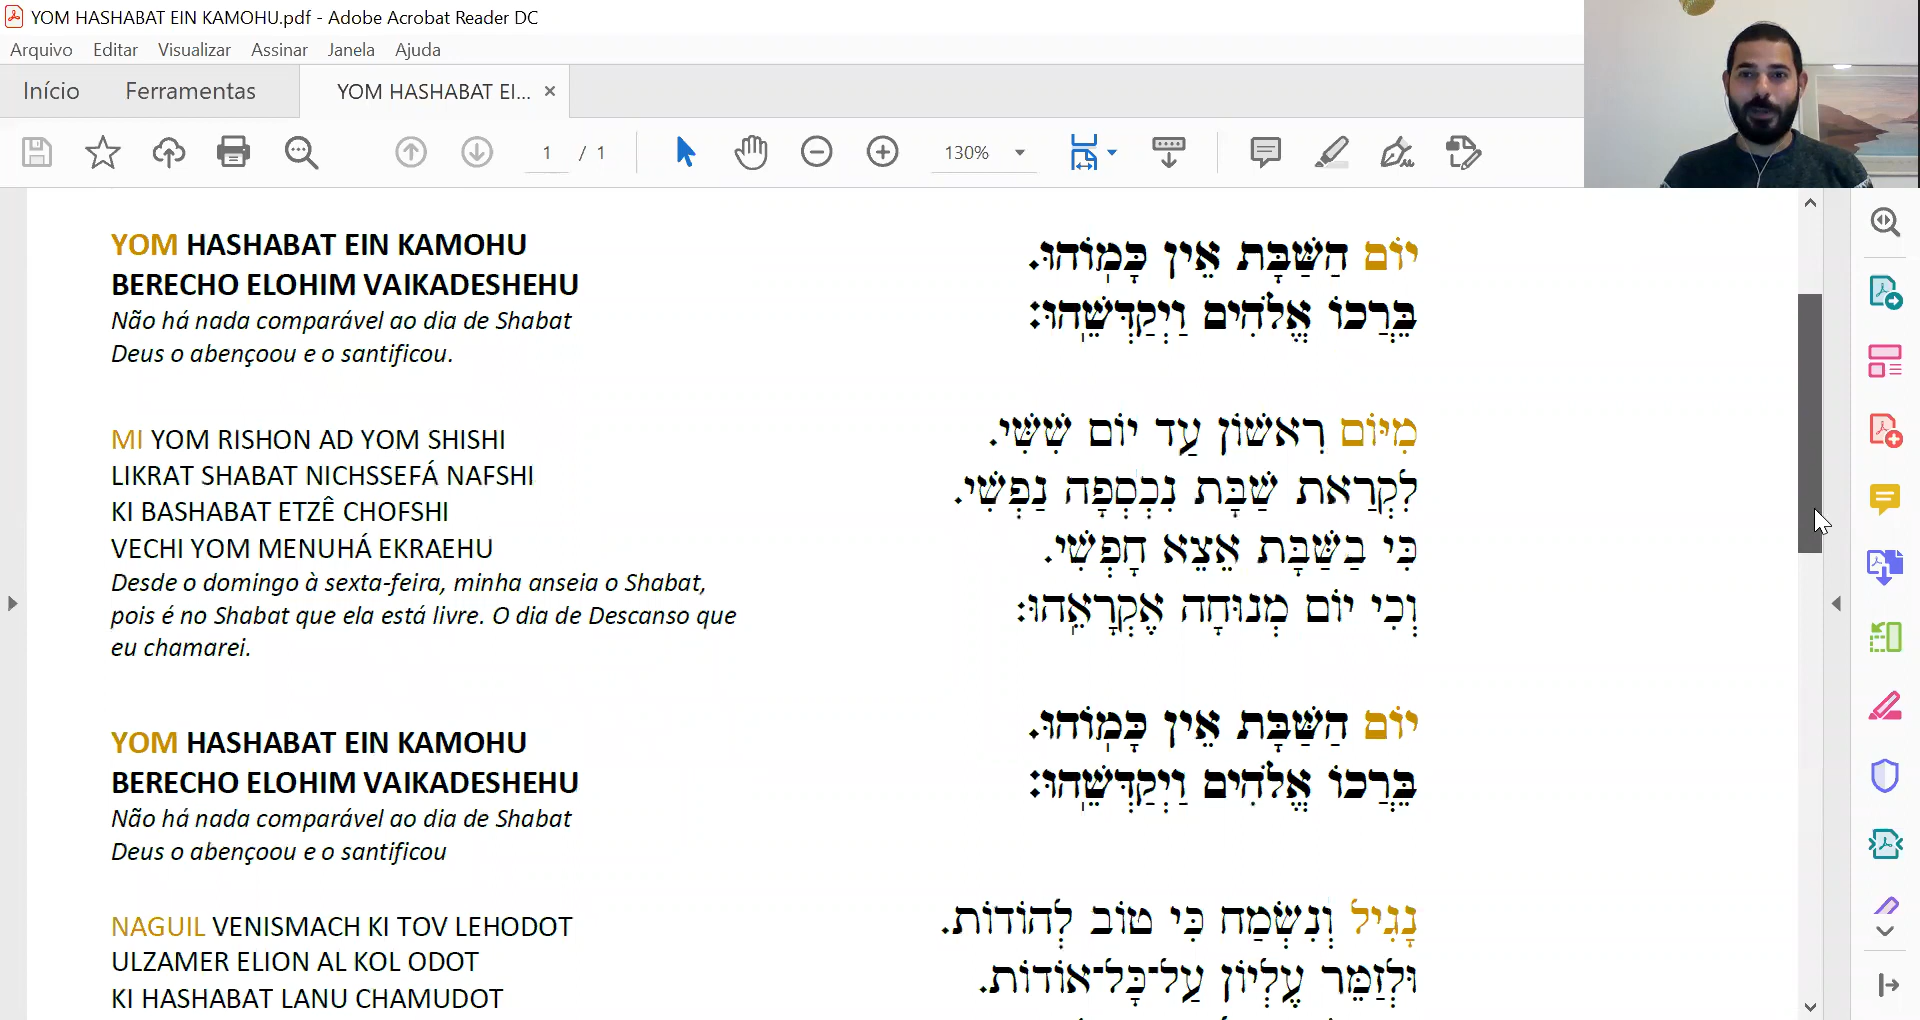 YOM HASHABAT EIN KAMOHU.pdf - Adobe Acrobat Reader DC
Arquivo Editar Visualizar Assinar Janela Ajuda
Início Ferramentas YOM HASHABAT EI...
1 / 1 130%
YOM HASHABAT EIN KAMOHU
BERECHO ELOHIM VAIKADESHEHU
Não há nada comparável ao dia de Shabat
Deus o abençoou e o santificou.
MI YOM RISHON AD YOM SHISHI
LIKRAT SHABAT NICHSSEFÁ NAFSHI
KI BASHABAT ETZÊ CHOFSHI
VECHI YOM MENUHÁ EKRAEHU
Desde o domingo à sexta-feira, minha anseia o Shabat,
pois é no Shabat que ela está livre. O dia de Descanso que
eu chamarei.
YOM HASHABAT EIN KAMOHU
BERECHO ELOHIM VAIKADESHEHU
Não há nada comparável ao dia de Shabat
Deus o abençoou e o santificou
NAGUIL VENISMACH KI TOV LEHODOT
ULZAMER ELION AL KOL ODOT
KI HASHABAT LANU CHAMUDOT
יוֹם הַשַּׁבָּת אֵין כָּמֽוֹהוּ.
בֵּרְכוֹ אֱלֹהִים וַיְקַדְּשֵֽׁהוּ:
מִיּוֹם רִאשׁוֹן עַד יוֹם שִׁשִּׁי.
לִקְרַאת שַׁבָּת נִכְסְפָה נַפְשִׁי.
כִּי בַשַּׁבָּת אֵצֵא חָפְשִׁי.
וְכִי יוֹם מְנוּחָה אֶקְרָאֵֽהוּ:
יוֹם הַשַּׁבָּת אֵין כָּמֽוֹהוּ.
בֵּרְכוֹ אֱלֹהִים וַיְקַדְּשֵֽׁהוּ:
נָגִיל וְנִשְׂמַח כִּי טוֹב לְהוֹדוֹת.
וּלְזַמֵּר עֶלְיוֹן עַל־כָּל־אוֹדוֹת.